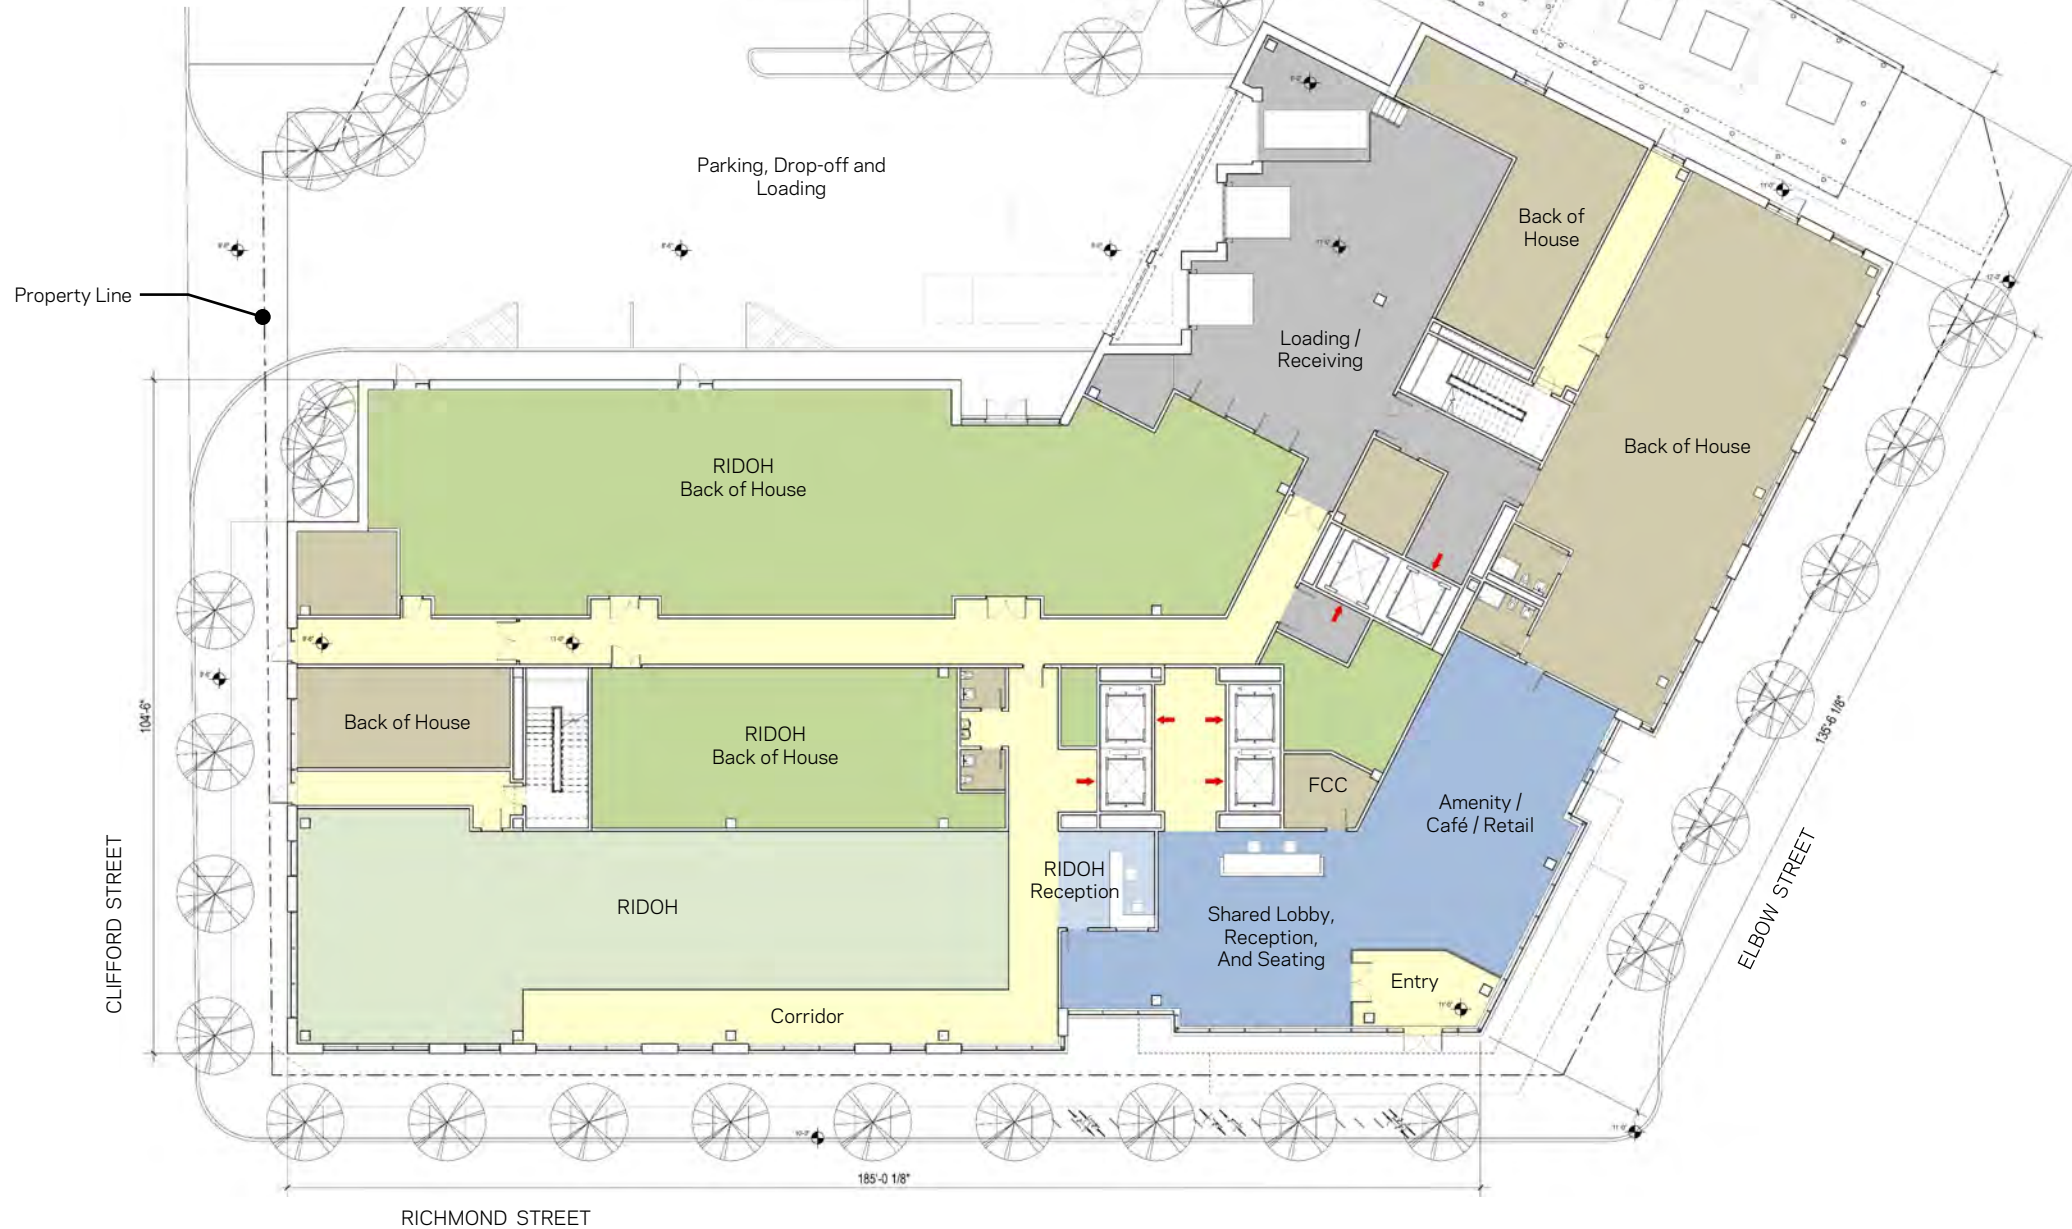 Parking, Drop-off and
Loading
Property Line
Back of
House
Loading /
Receiving
Back of House
RIDOH
Back of House
Back of House
RIDOH
Back of House
FCC
Amenity /
Café / Retail
RIDOH
Reception
RIDOH
Shared Lobby,
Reception,
And Seating
Entry
Corridor
104'-6"
135'-6 1/8"
185'-0 1/8"
CLIFFORD STREET
ELBOW STREET
RICHMOND STREET